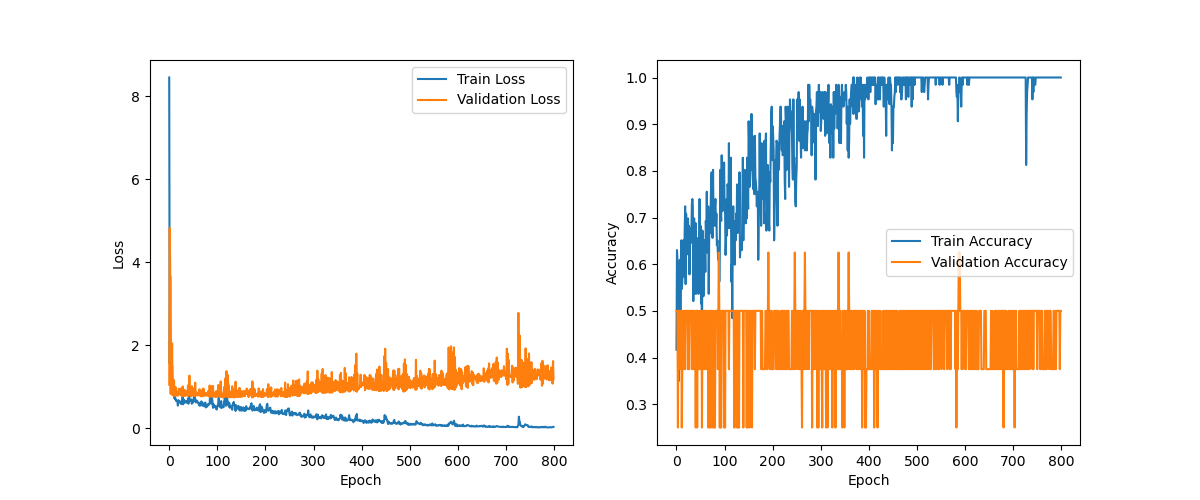 Train Loss
Validation Loss
8
6
4
2
0
Loss
0 100 200 300 400 500 600 700 800
Epoch
1.0
0.9
0.8
0.7
0.6
0.5
0.4
0.3
Accuracy
Train Accuracy
Validation Accuracy
0 100 200 300 400 500 600 700 800
Epoch